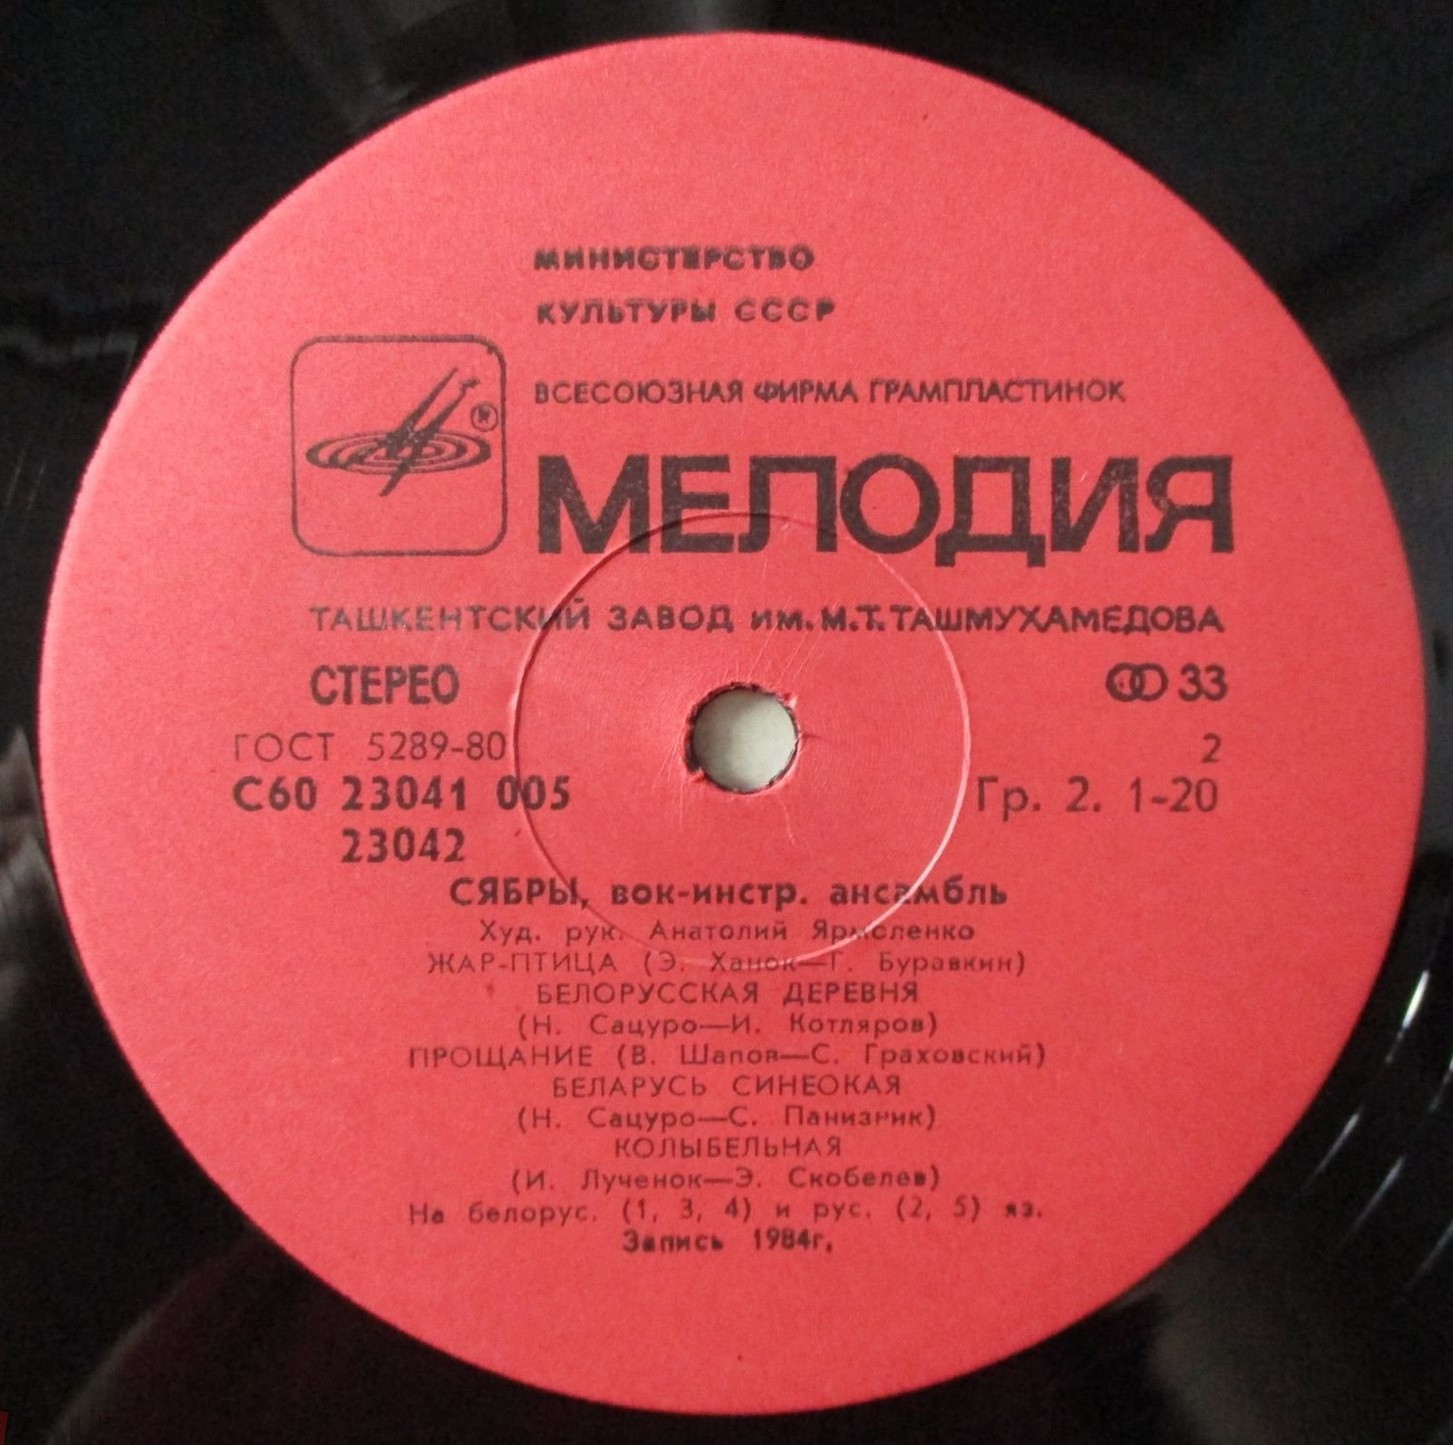 МИНИСТЕРСТВО
КУЛЬТУРЫ СССР
ВСЕСОЮЗНАЯ ФИРМА ГРАМПЛАСТИНОК
МЕЛОДИЯ
ТАШКЕНТСКИЙ ЗАВОД им. М.Т. ТАШМУХАМЕДОВА
СТЕРЕО 33
ГОСТ 5289-80 2
С60 23041 005 Гр. 2. 1-20
23042
СЯБРЫ, вок-инстр. ансамбль
Худ. рук. Анатолий Ярмоленко
ЖАР-ПТИЦА (Э. Ханок—Г. Буравкин)
БЕЛОРУССКАЯ ДЕРЕВНЯ
(Н. Сацуро—И. Котляров)
ПРОЩАНИЕ (В. Шапов—С. Граховский)
БЕЛАРУСЬ СИНЕОКАЯ
(Н. Сацуро—С. Панизник)
КОЛЫБЕЛЬНАЯ
(И. Лученок—Э. Скобелев)
На белорус. (1, 3, 4) и рус. (2, 5) яз.
Запись 1984г.